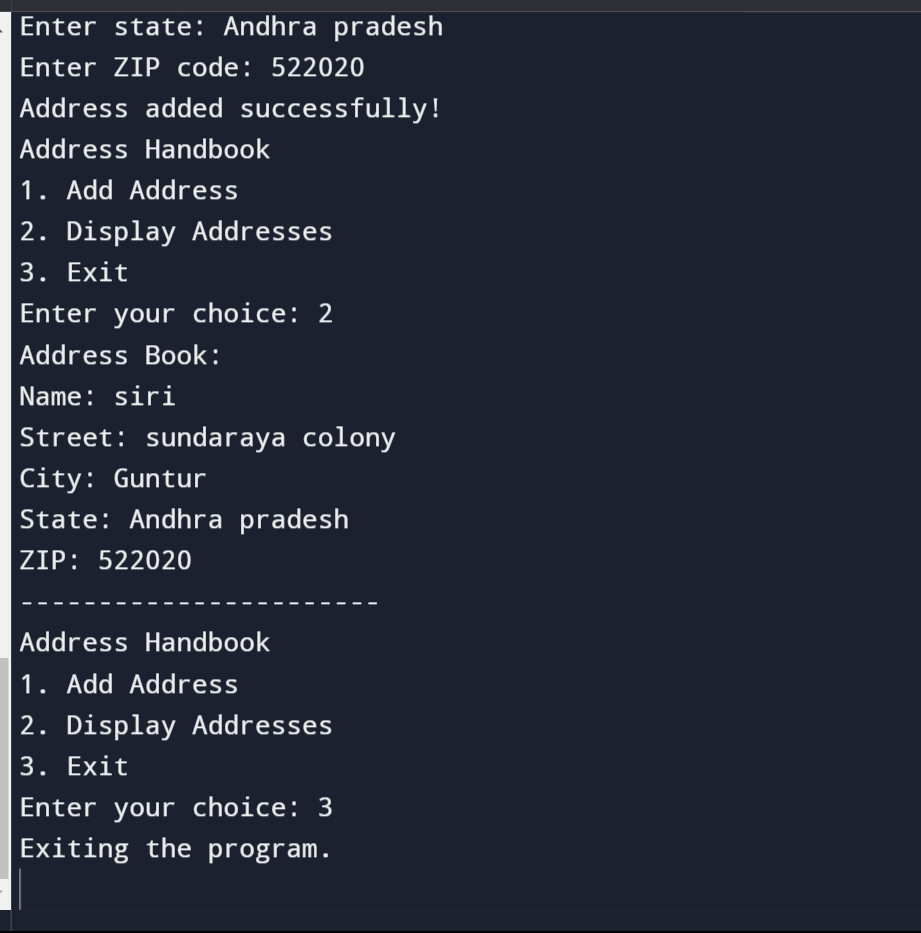 Enter state: Andhra pradesh
Enter ZIP code: 522020
Address added successfully!
Address Handbook
1. Add Address
2. Display Addresses
3. Exit
Enter your choice: 2
Address Book:
Name: siri
Street: sundaraya colony
City: Guntur
State: Andhra pradesh
ZIP: 522020
-----------------------
Address Handbook
1. Add Address
2. Display Addresses
3. Exit
Enter your choice: 3
Exiting the program.